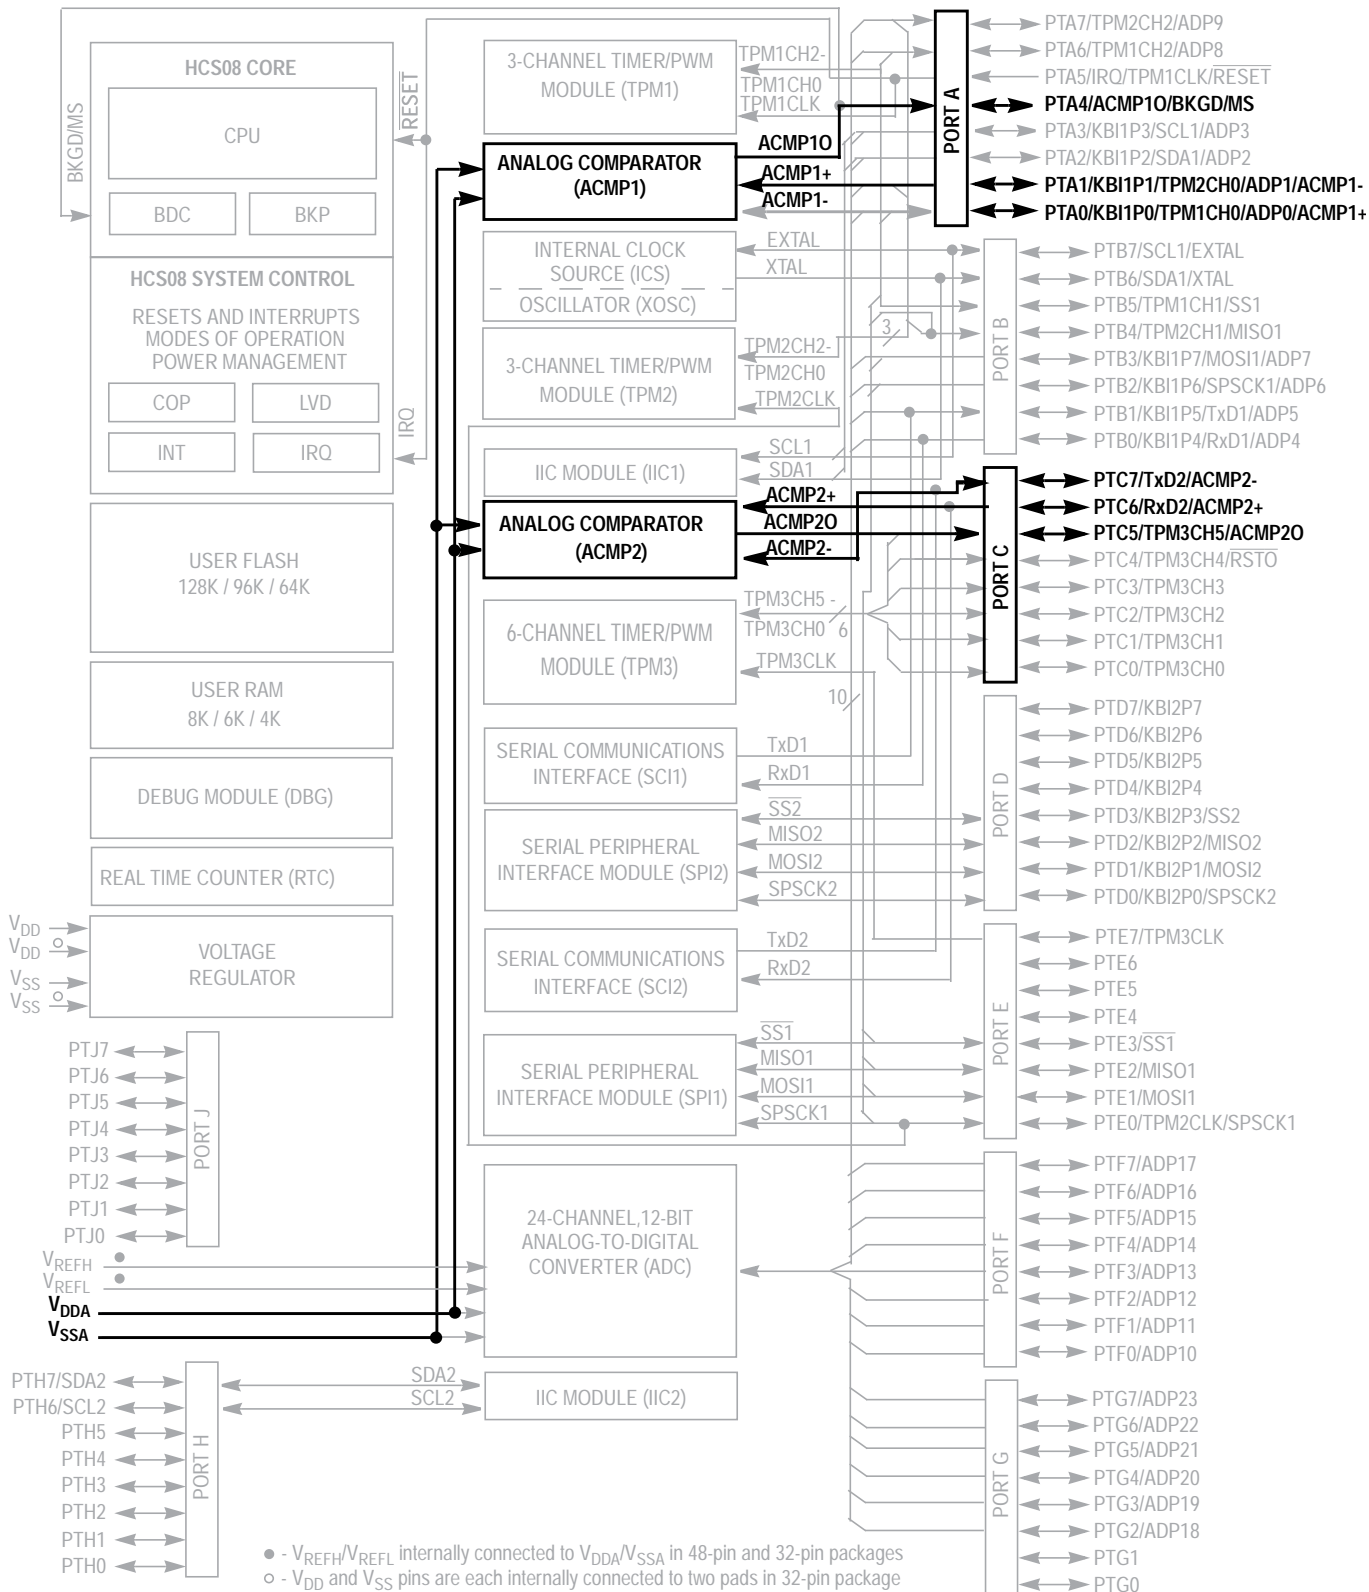 HCS08 CORE
CPU
BDC
BKP
BKGD/MS
RESET
HCS08 SYSTEM CONTROL
RESETS AND INTERRUPTS
MODES OF OPERATION
POWER MANAGEMENT
COP
LVD
INT
IRQ
IRQ
USER FLASH
128K / 96K / 64K
USER RAM
8K / 6K / 4K
DEBUG MODULE (DBG)
REAL TIME COUNTER (RTC)
VDD
VDD
VSS
VSS
VOLTAGE
REGULATOR
PTJ7
PTJ6
PTJ5
PTJ4
PTJ3
PTJ2
PTJ1
PTJ0
PORT J
VREFH
VREFL
VDDA
VSSA
PTH7/SDA2
PTH6/SCL2
PTH5
PTH4
PTH3
PTH2
PTH1
PTH0
PORT H
3-CHANNEL TIMER/PWM
MODULE (TPM1)
TPM1CH2-
TPM1CH0
TPM1CLK
ANALOG COMPARATOR
(ACMP1)
ACMP1O
ACMP1+
ACMP1-
INTERNAL CLOCK
SOURCE (ICS)
OSCILLATOR (XOSC)
EXTAL
XTAL
3-CHANNEL TIMER/PWM
MODULE (TPM2)
3
TPM2CH2-
TPM2CH0
TPM2CLK
IIC MODULE (IIC1)
SCL1
SDA1
ANALOG COMPARATOR
(ACMP2)
ACMP2+
ACMP2O
ACMP2-
6-CHANNEL TIMER/PWM
MODULE (TPM3)
TPM3CH5 -
TPM3CH0 6
TPM3CLK
10
SERIAL COMMUNICATIONS
INTERFACE (SCI1)
TxD1
RxD1
SERIAL PERIPHERAL
INTERFACE MODULE (SPI2)
SS2
MISO2
MOSI2
SPSCK2
SERIAL COMMUNICATIONS
INTERFACE (SCI2)
TxD2
RxD2
SERIAL PERIPHERAL
INTERFACE MODULE (SPI1)
SS1
MISO1
MOSI1
SPSCK1
24-CHANNEL,12-BIT
ANALOG-TO-DIGITAL
CONVERTER (ADC)
IIC MODULE (IIC2)
SDA2
SCL2
PORT A
PTA7/TPM2CH2/ADP9
PTA6/TPM1CH2/ADP8
PTA5/IRQ/TPM1CLK/RESET
PTA4/ACMP1O/BKGD/MS
PTA3/KBI1P3/SCL1/ADP3
PTA2/KBI1P2/SDA1/ADP2
PTA1/KBI1P1/TPM2CH0/ADP1/ACMP1-
PTA0/KBI1P0/TPM1CH0/ADP0/ACMP1+
PORT B
PTB7/SCL1/EXTAL
PTB6/SDA1/XTAL
PTB5/TPM1CH1/SS1
PTB4/TPM2CH1/MISO1
PTB3/KBI1P7/MOSI1/ADP7
PTB2/KBI1P6/SPSCK1/ADP6
PTB1/KBI1P5/TxD1/ADP5
PTB0/KBI1P4/RxD1/ADP4
PORT C
PTC7/TxD2/ACMP2-
PTC6/RxD2/ACMP2+
PTC5/TPM3CH5/ACMP2O
PTC4/TPM3CH4/RSTO
PTC3/TPM3CH3
PTC2/TPM3CH2
PTC1/TPM3CH1
PTC0/TPM3CH0
PORT D
PTD7/KBI2P7
PTD6/KBI2P6
PTD5/KBI2P5
PTD4/KBI2P4
PTD3/KBI2P3/SS2
PTD2/KBI2P2/MISO2
PTD1/KBI2P1/MOSI2
PTD0/KBI2P0/SPSCK2
PORT E
PTE7/TPM3CLK
PTE6
PTE5
PTE4
PTE3/SS1
PTE2/MISO1
PTE1/MOSI1
PTE0/TPM2CLK/SPSCK1
PORT F
PTF7/ADP17
PTF6/ADP16
PTF5/ADP15
PTF4/ADP14
PTF3/ADP13
PTF2/ADP12
PTF1/ADP11
PTF0/ADP10
PORT G
PTG7/ADP23
PTG6/ADP22
PTG5/ADP21
PTG4/ADP20
PTG3/ADP19
PTG2/ADP18
PTG1
PTG0
● - VREFH/VREFL internally connected to VDDA/VSSA in 48-pin and 32-pin packages
○ - VDD and VSS pins are each internally connected to two pads in 32-pin package